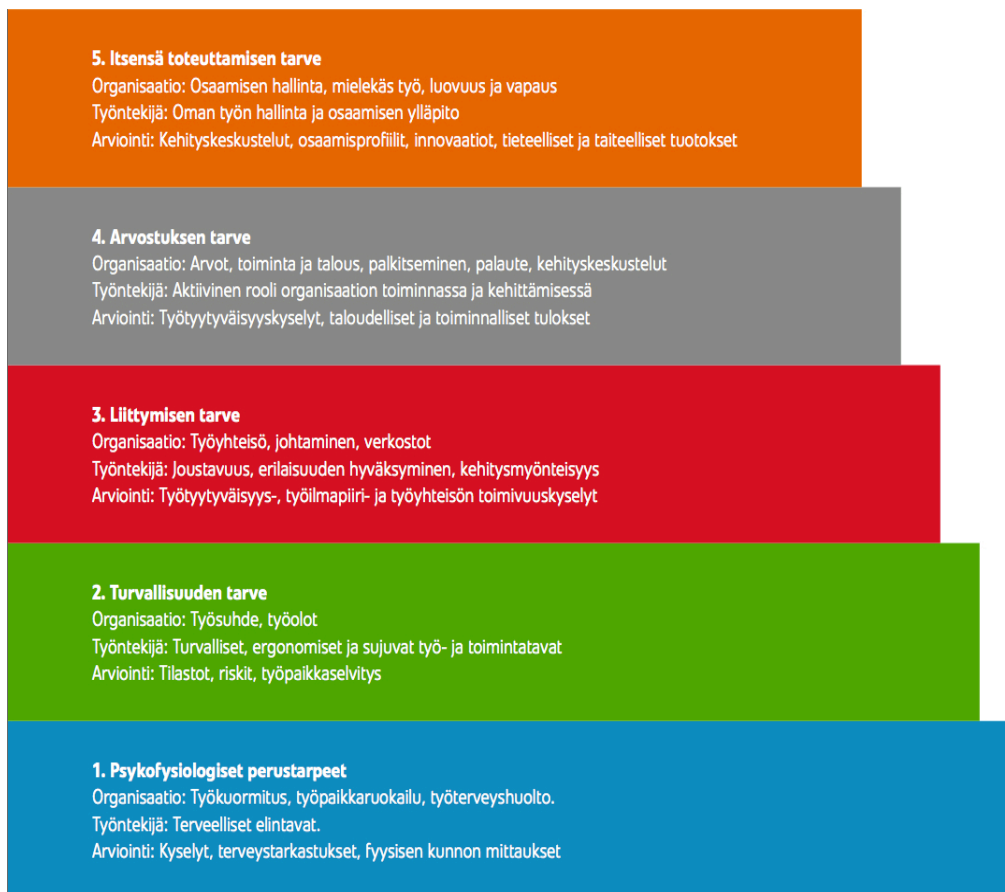 5. Itsensä toteuttamisen tarve
Organisaatio: Osaamisen hallinta, mielekäs työ, luovuus ja vapaus
Työntekijä: Oman työn hallinta ja osaamisen ylläpito
Arviointi: Kehityskeskustelut, osaamisprofiilit, innovaatiot, tieteelliset ja taiteelliset tuotokset
4. Arvostuksen tarve
Organisaatio: Arvot, toiminta ja talous, palkitseminen, palaute, kehityskeskustelut
Työntekijä: Aktiivinen rooli organisaation toiminnassa ja kehittämisessä
Arviointi: Työtyytyväisyyskyselyt, taloudelliset ja toiminnalliset tulokset
3. Liittymisen tarve
Organisaatio: Työyhteisö, johtaminen, verkostot
Työntekijä: Joustavuus, erilaisuuden hyväksyminen, kehitysmyönteisyys
Arviointi: Työtyytyväisyys-, työilmapiiri- ja työyhteisön toimivuuskyselyt
2. Turvallisuuden tarve
Organisaatio: Työsuhde, työolot
Työntekijä: Turvalliset, ergonomiset ja sujuvat työ- ja toimintatavat
Arviointi: Tilastot, riskit, työpaikkaselvitys
1. Psykofysiologiset perustarpeet
Organisaatio: Työkuormitus, työpaikkaruokailu, työterveyshuolto.
Työntekijä: Terveelliset elintavat.
Arviointi: Kyselyt, terveystarkastukset, fyysisen kunnon mittaukset